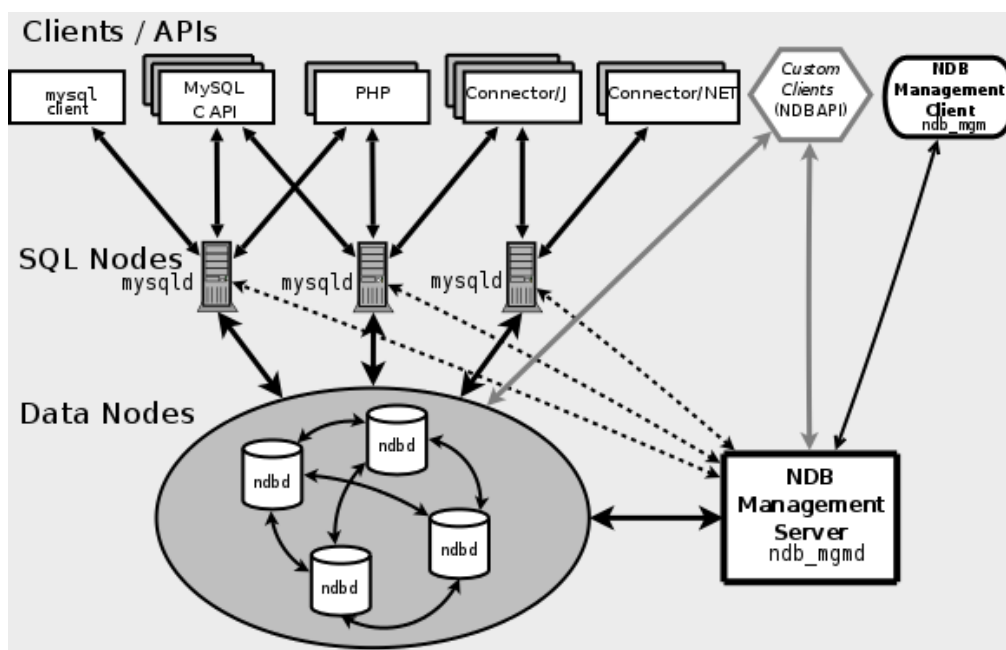 Clients / APIs
mysql
client
MySQL
C API
PHP
Connector/J
Connector/NET
Custom
Clients
(NDBAPI)
NDB
Management
Client
ndb_mgm
SQL Nodes
mysqld
mysqld
mysqld
Data Nodes
ndbd
ndbd
ndbd
ndbd
NDB
Management
Server
ndb_mgmd